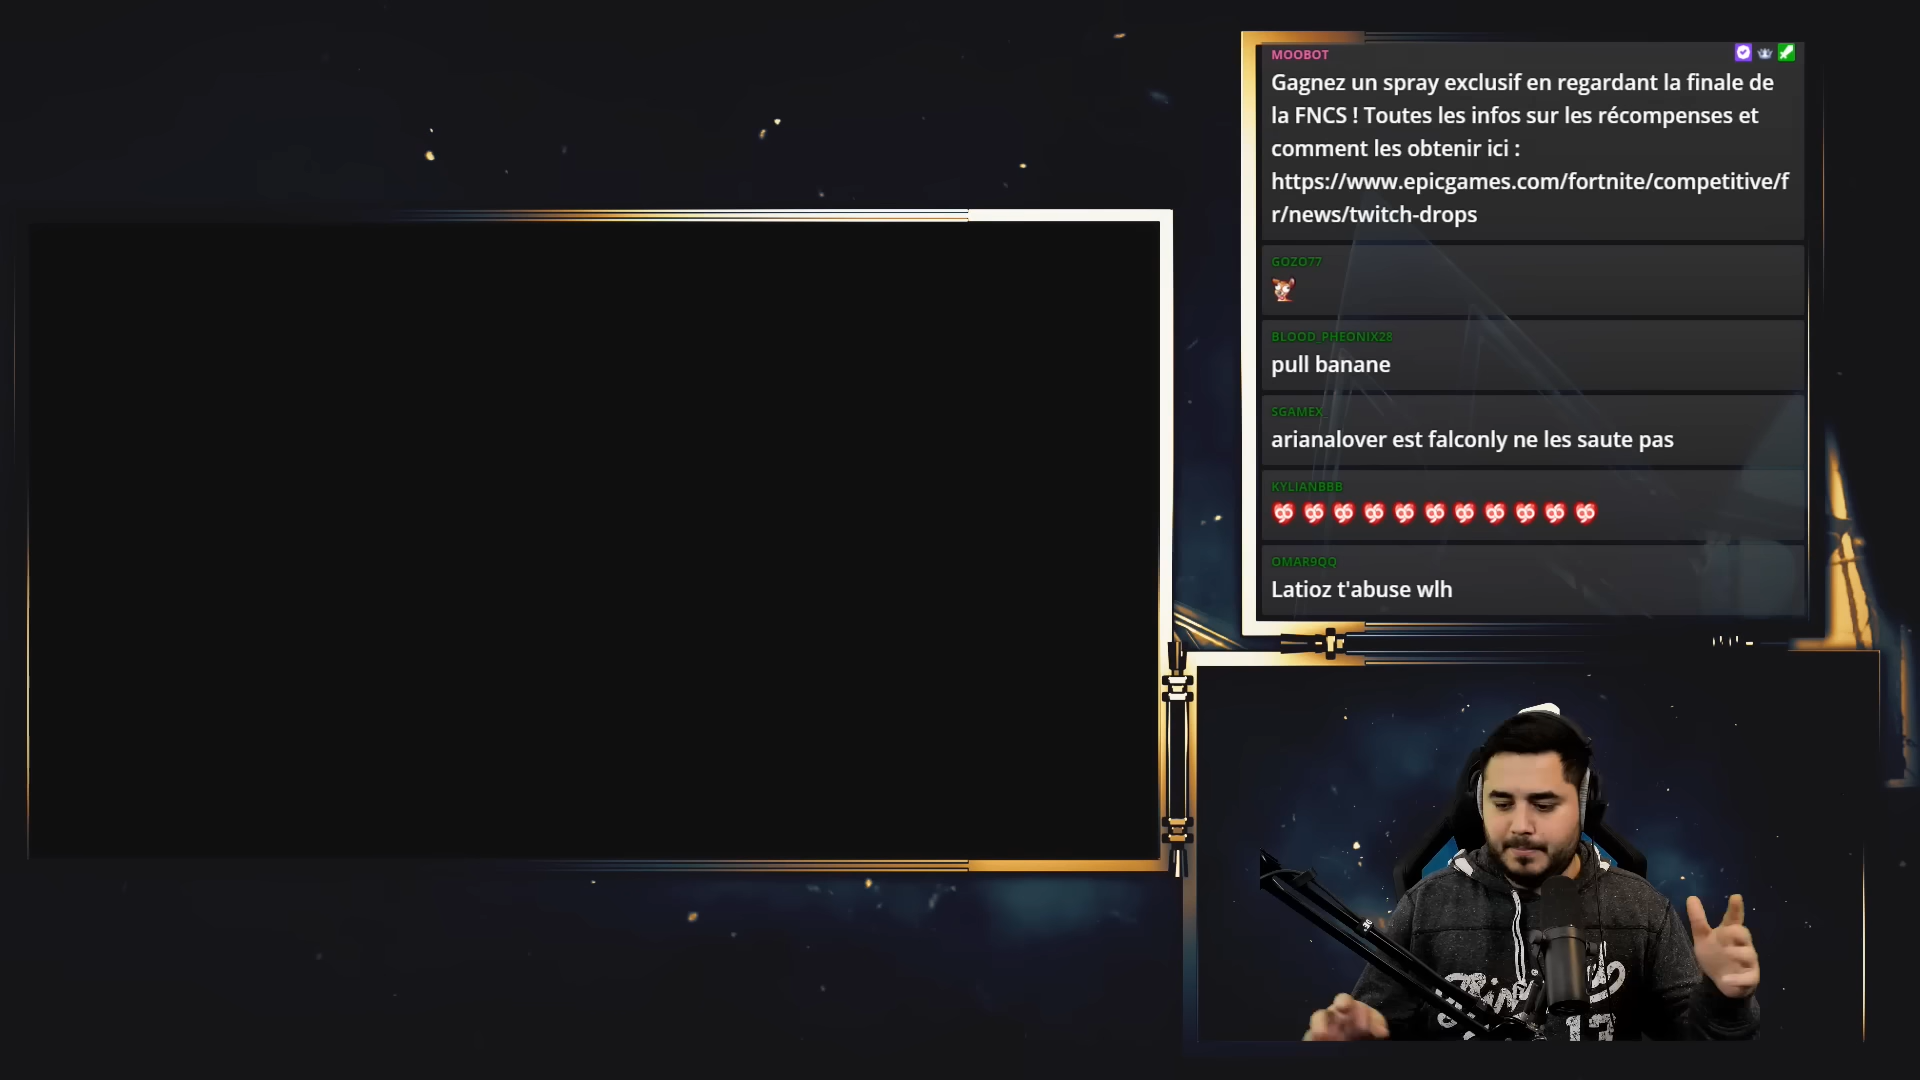 MOOBOT
Gagnez un spray exclusif en regardant la finale de
la FNCS ! Toutes les infos sur les récompenses et
comment les obtenir ici :
https://www.epicgames.com/fortnite/competitive/f
r/news/twitch-drops
GOZO77
BLOOD_PHEONIX28
pull banane
SGAMEX_
arianalover est falconly ne les saute pas
KYLIANBBB
OMAR9QQ
Latioz t'abuse wlh
13